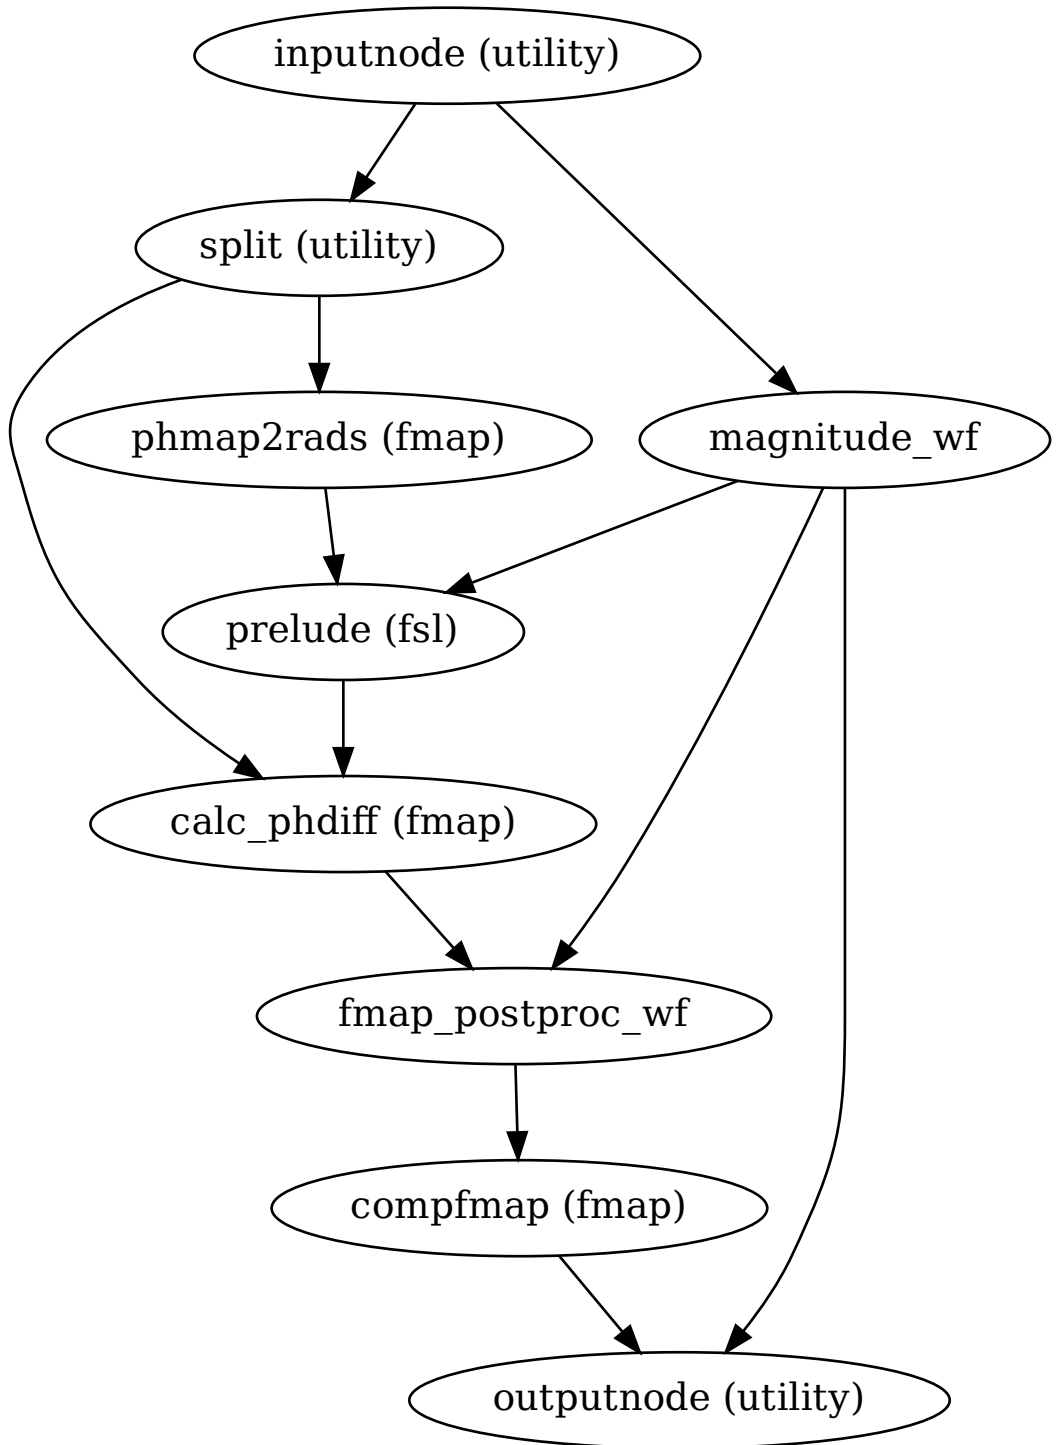 inputnode (utility)
split (utility)
phmap2rads (fmap)
magnitude_wf
prelude (fsl)
calc_phdiff (fmap)
fmap_postproc_wf
compfmap (fmap)
outputnode (utility)